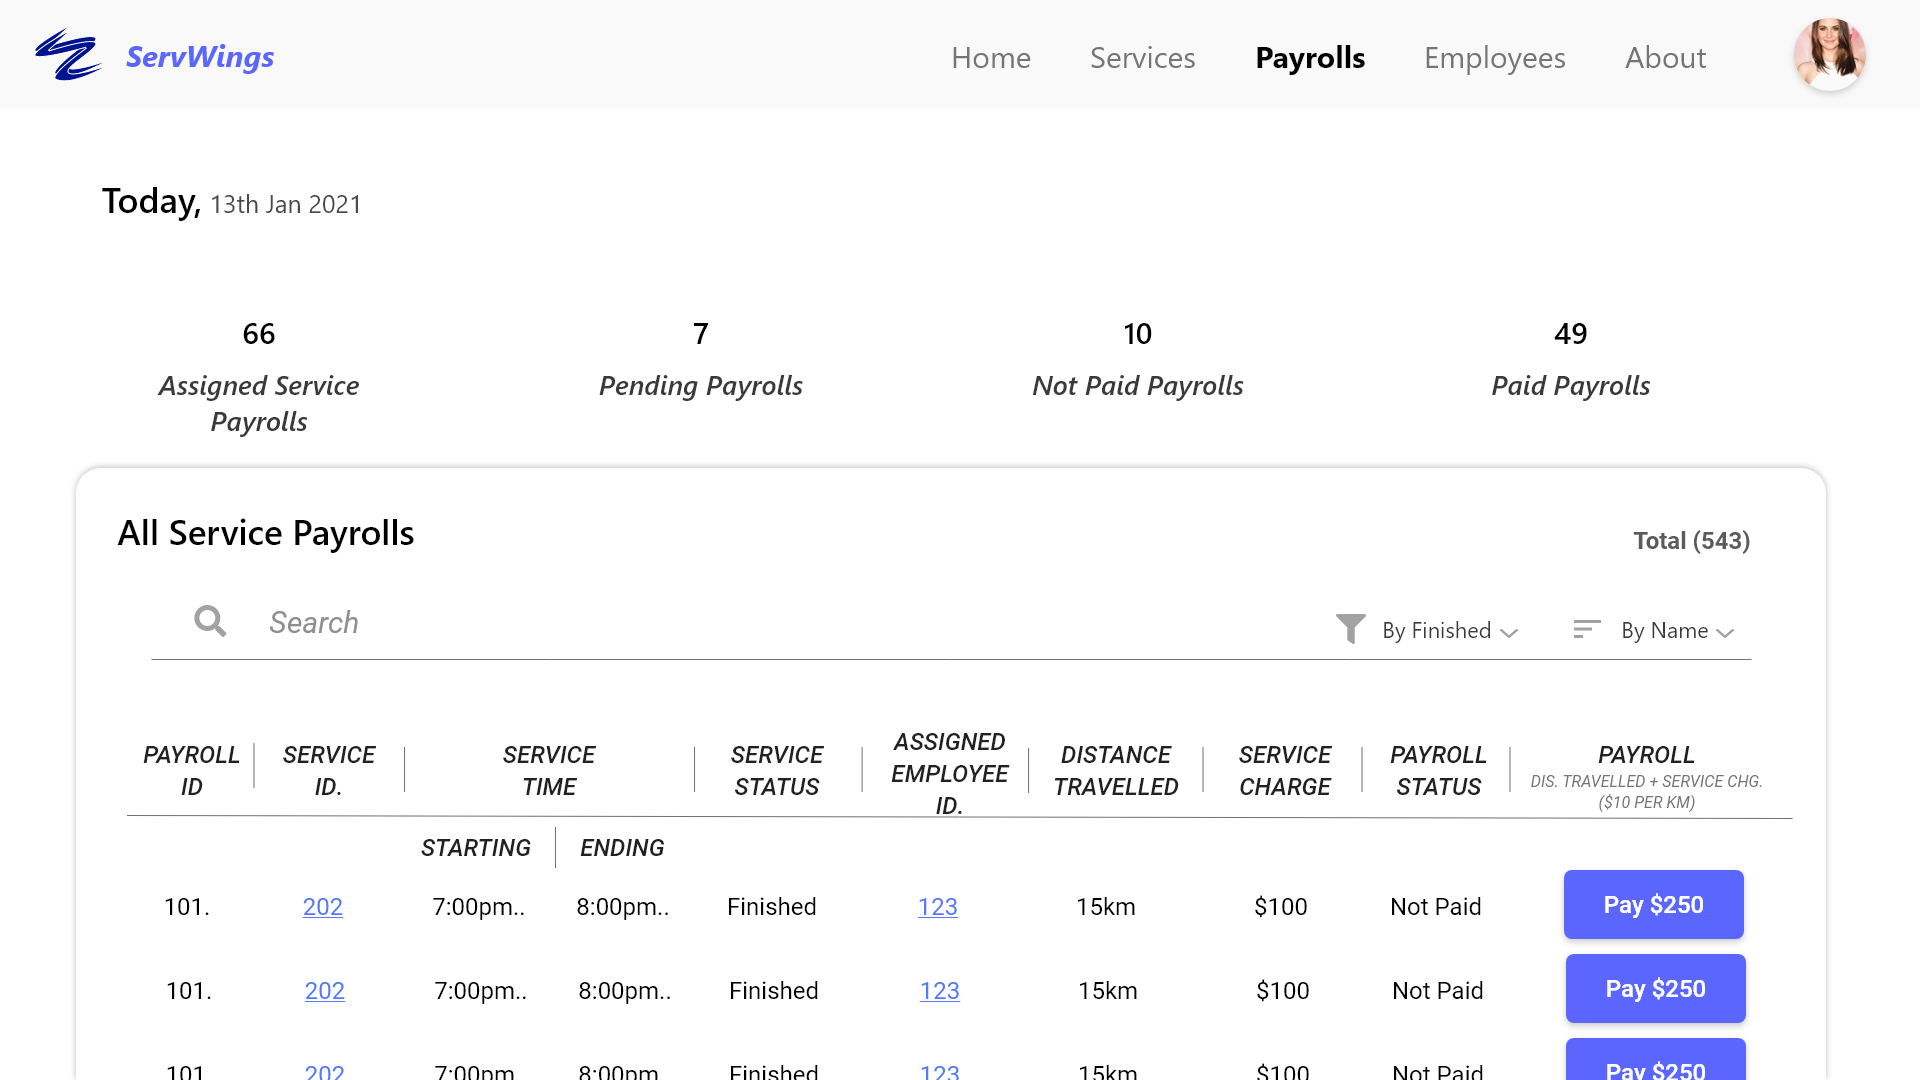 ServWings
Home Services Payrolls Employees About
Today, 13th Jan 2021
66 7 10 49
Assigned Service Pending Payrolls Not Paid Payrolls Paid Payrolls
Payrolls
All Service Payrolls
Total (543)
Search By Finished By Name
PAYROLL ID SERVICE ID. SERVICE TIME SERVICE STATUS ASSIGNED EMPLOYEE ID. DISTANCE TRAVELLED SERVICE CHARGE PAYROLL STATUS PAYROLL
DIS. TRAVELLED + SERVICE CHG.
($10 PER KM)
STARTING ENDING
101. 202 7:00pm.. 8:00pm.. Finished 123 15km $100 Not Paid Pay $250
101. 202 7:00pm.. 8:00pm.. Finished 123 15km $100 Not Paid Pay $250
101 202 7:00pm 8:00pm Finished 123 15km $100 Not Paid Pay $250